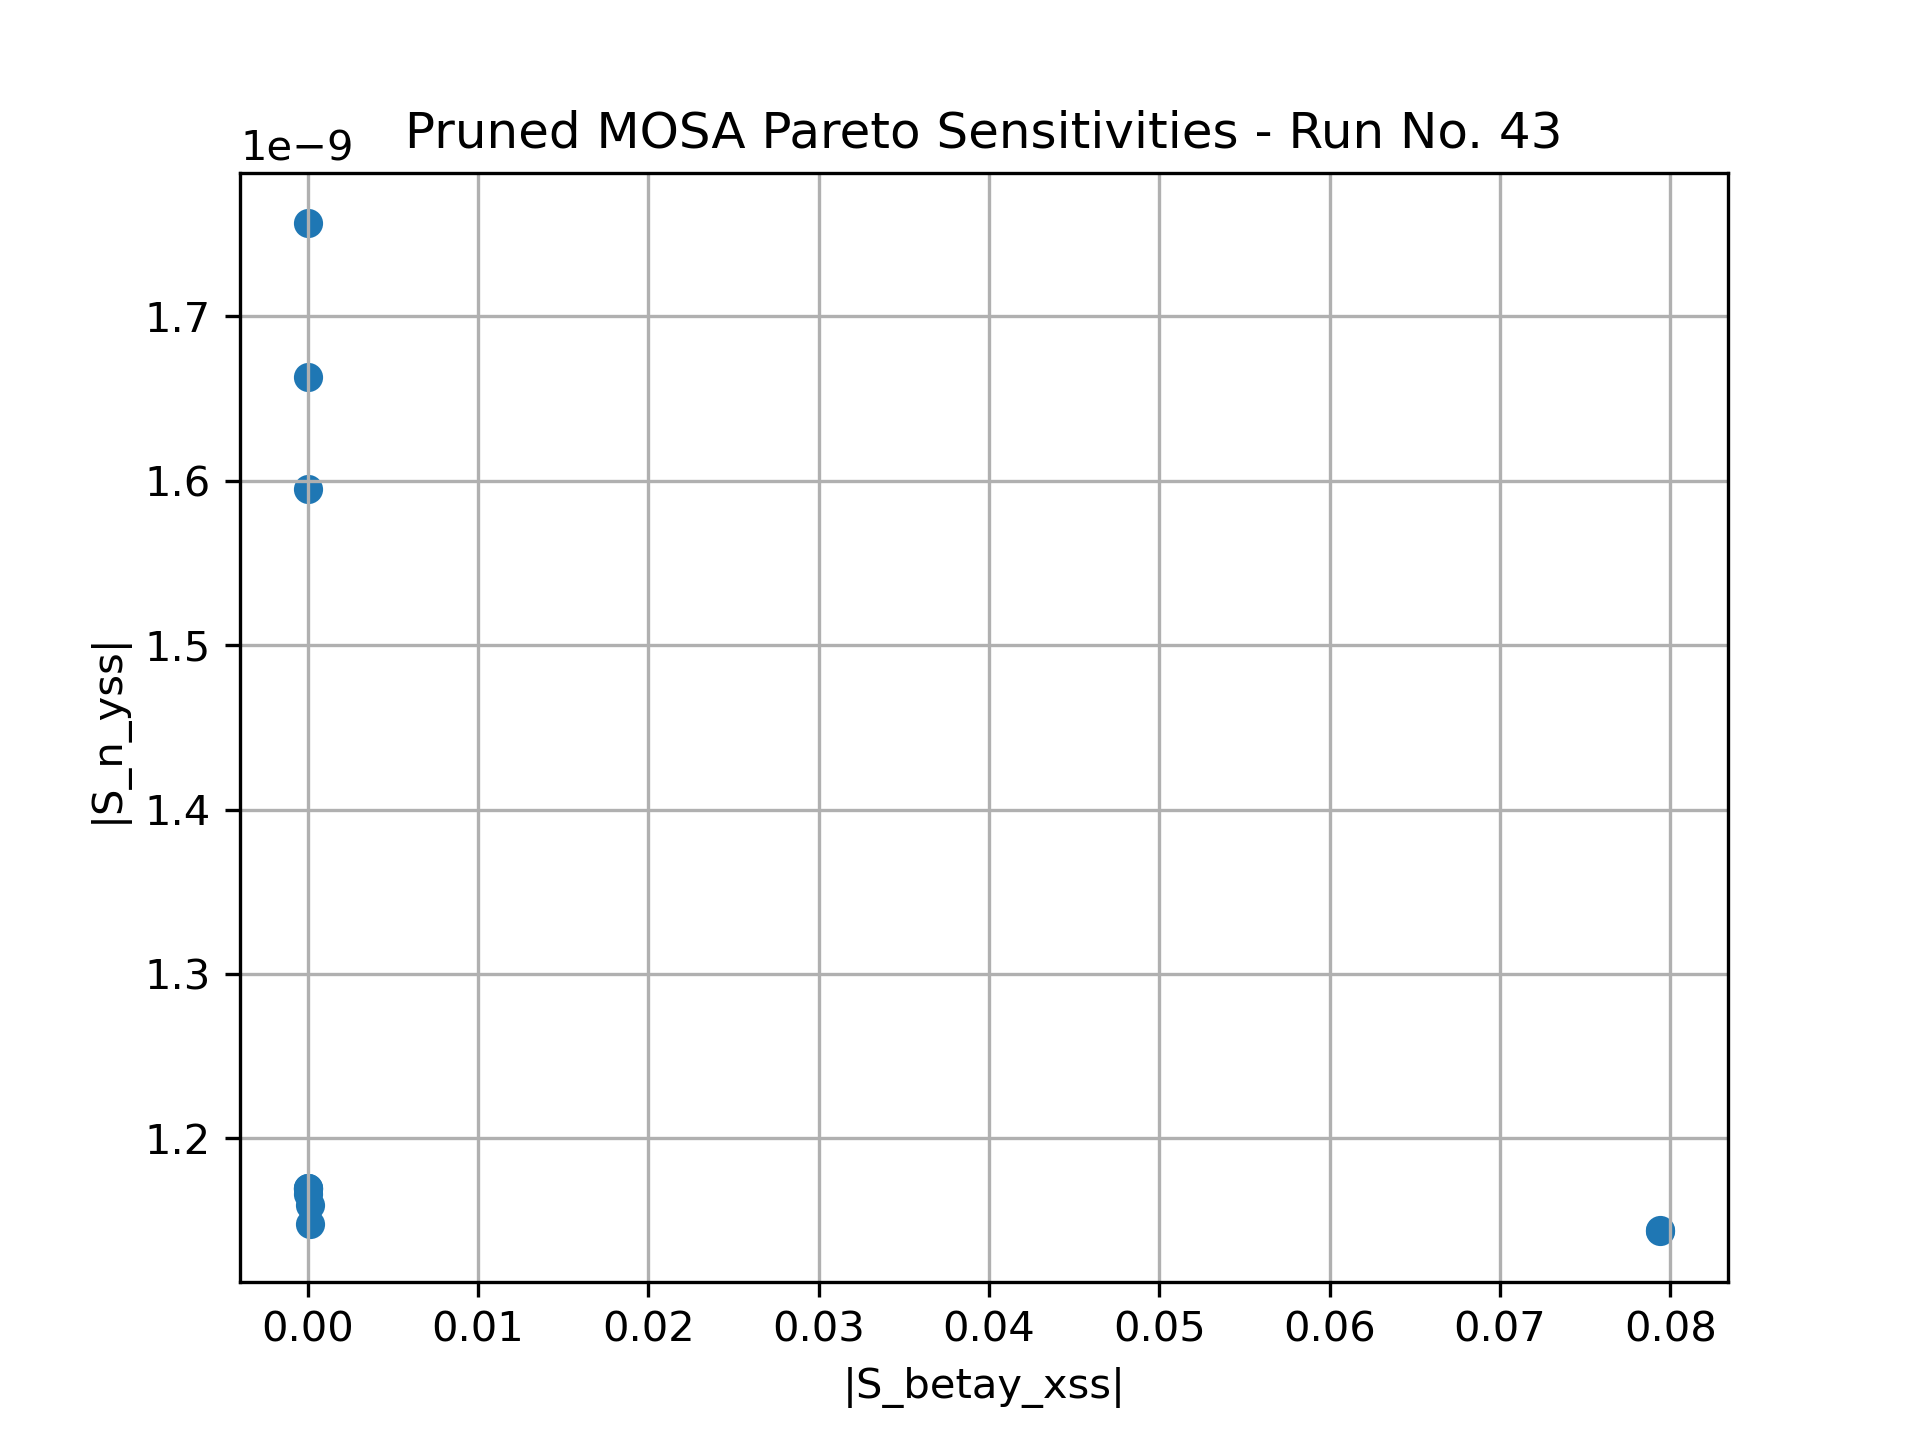 Pruned MOSA Pareto Sensitivities - Run No. 43
1e−9
|S_n_yss|
1.7
1.6
1.5
1.4
1.3
1.2
0.00 0.01 0.02 0.03 0.04 0.05 0.06 0.07 0.08
|S_betay_xss|